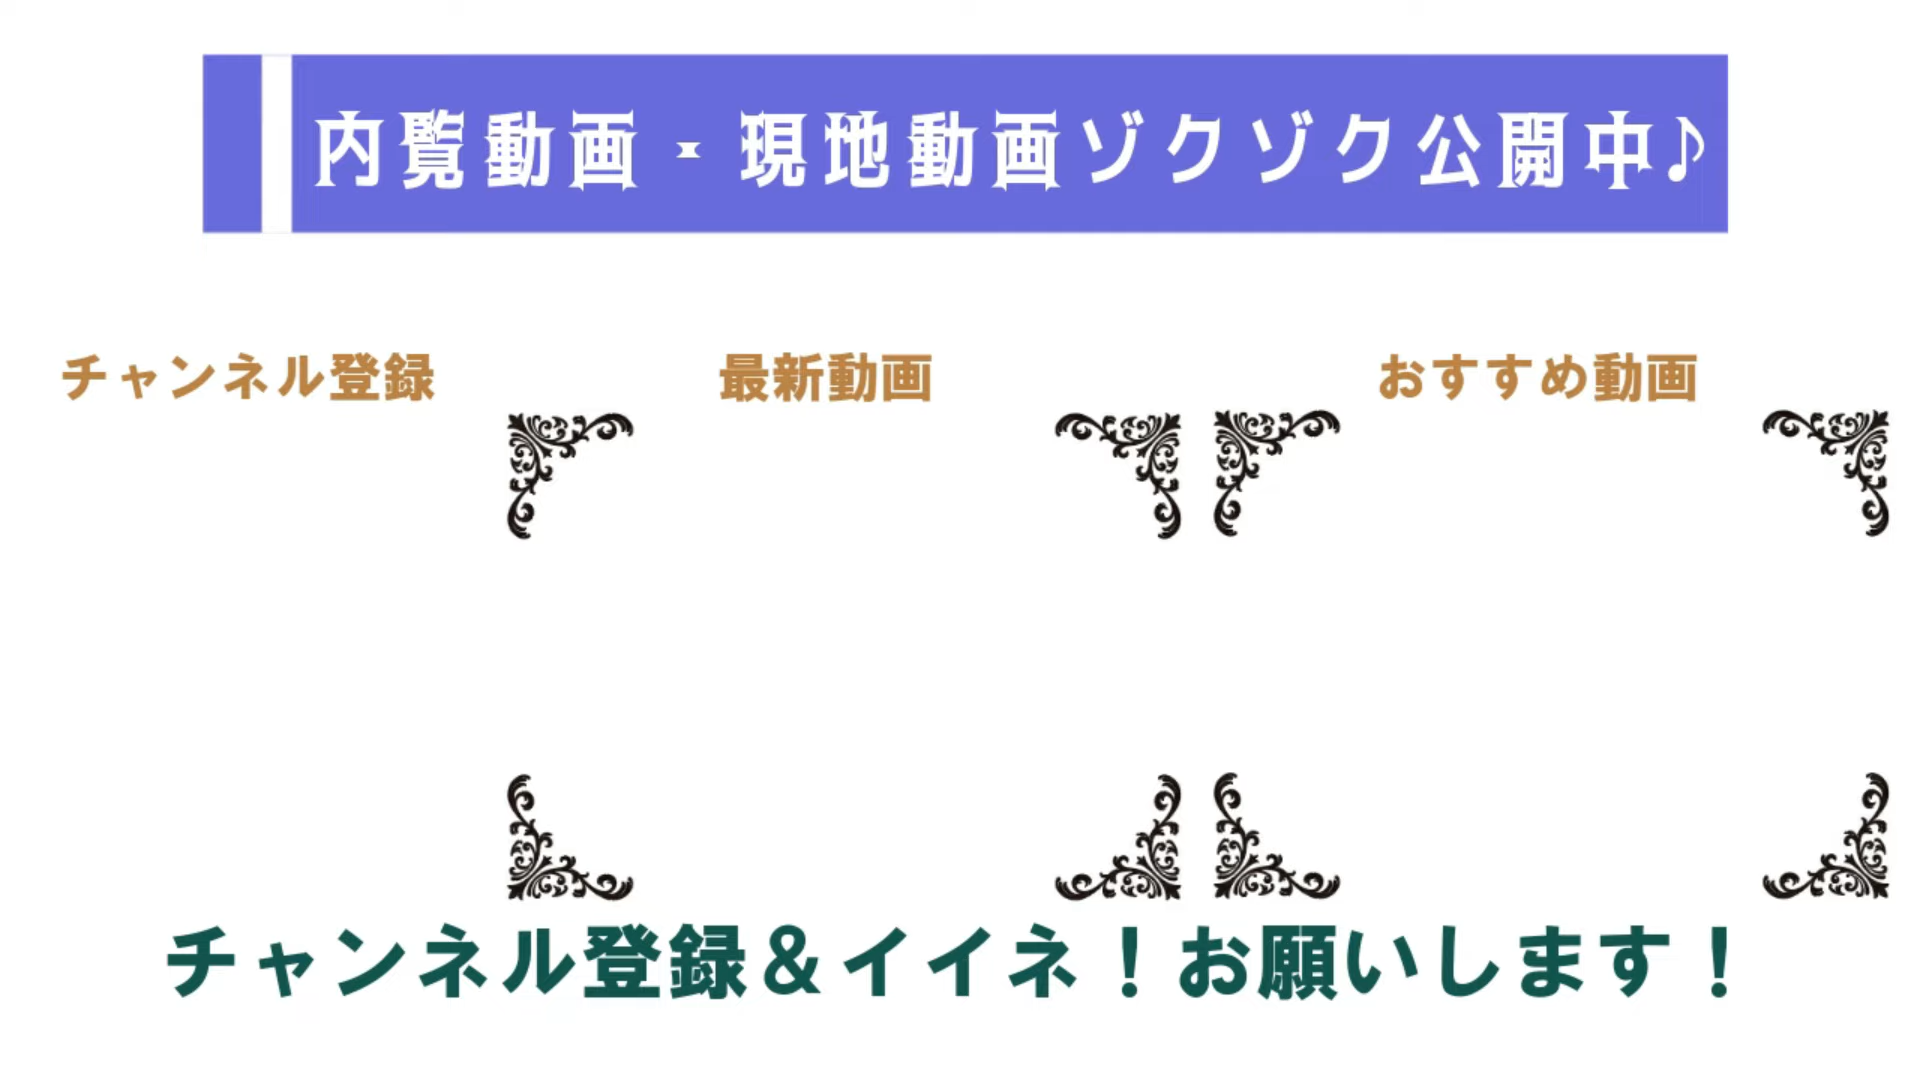 内覧動画・現地動画ゾクゾク公開中♪
チャンネル登録
最新動画
おすすめ動画
チャンネル登録＆イイネ！お願いします！